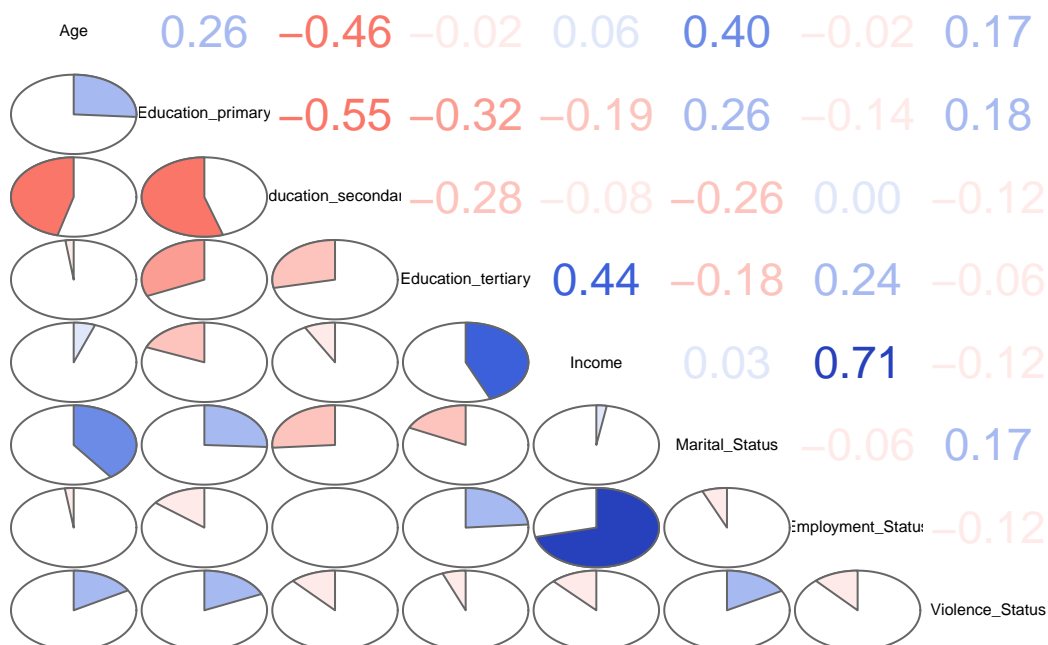 Age 0.26 −0.46 −0.02 0.06 0.40 −0.02 0.17
Education_primary −0.55 −0.32 −0.19 0.26 −0.14 0.18
ducation_secondar −0.28 −0.08 −0.26 0.00 −0.12
Education_tertiary 0.44 −0.18 0.24 −0.06
Income 0.03 0.71 −0.12
Marital_Status −0.06 0.17
Employment_Status −0.12
Violence_Status